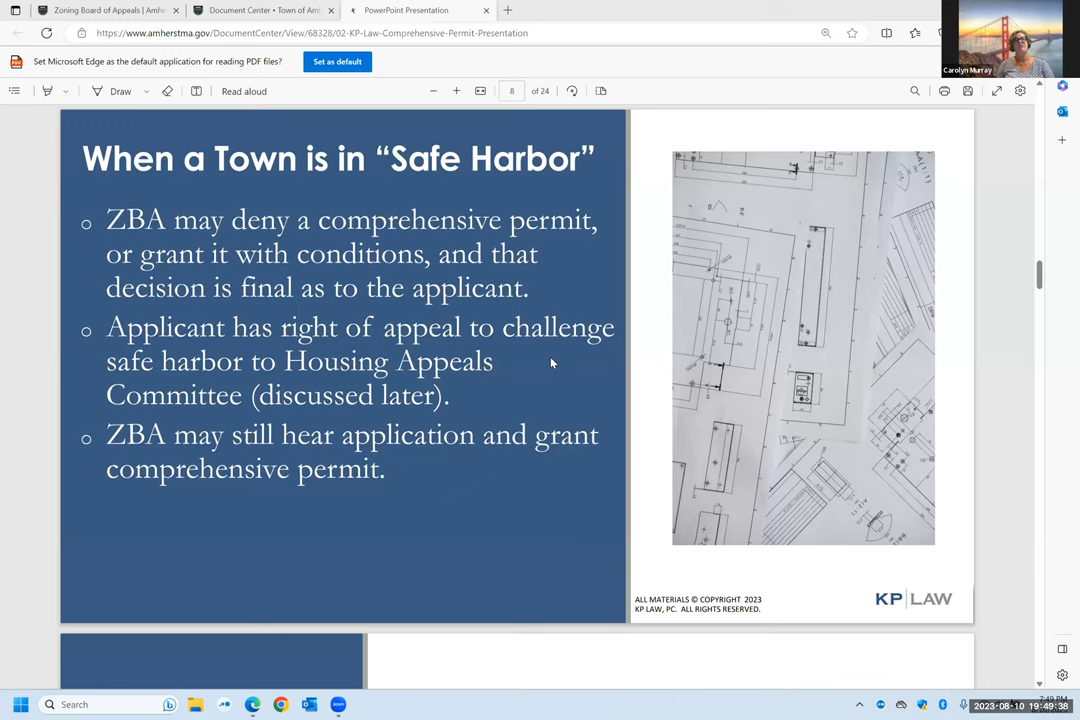 Zoning Board of Appeals | Amhe
Document Center • Town of Am
PowerPoint Presentation
https://www.amherstma.gov/DocumentCenter/View/68328/02-KP-Law-Comprehensive-Permit-Presentation
Set Microsoft Edge as the default application for reading PDF files?
Set as default
Carolyn Murray
Draw
Read aloud
8
of 24
When a Town is in “Safe Harbor”
ZBA may deny a comprehensive permit,
or grant it with conditions, and that
decision is final as to the applicant.
Applicant has right of appeal to challenge
safe harbor to Housing Appeals
Committee (discussed later).
ZBA may still hear application and grant
comprehensive permit.
ALL MATERIALS © COPYRIGHT 2023
KP LAW, PC. ALL RIGHTS RESERVED.
KP | LAW
Search
2023-08-10 19:49:38